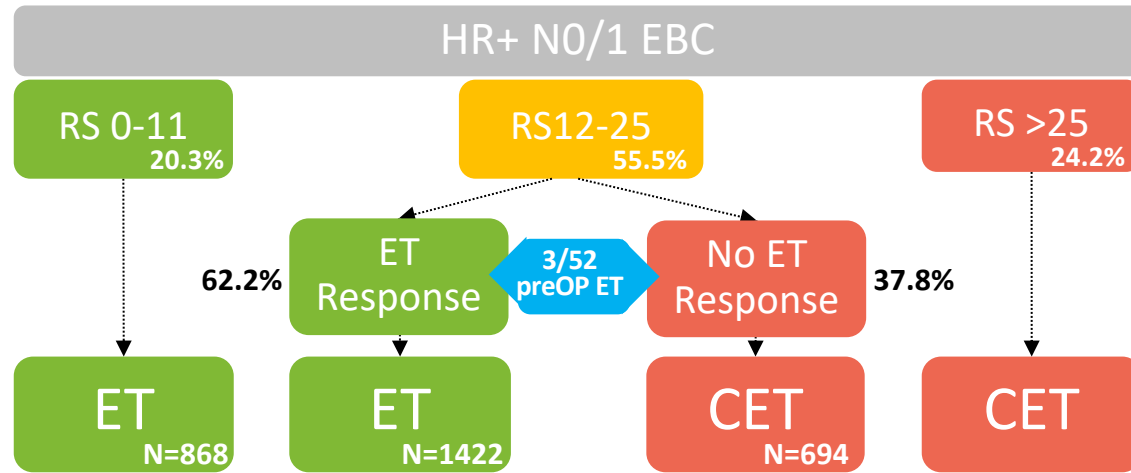 HR+ N0/1 EBC
RS 0-11
20.3%
RS12-25
55.5%
RS >25
24.2%
62.2%
ET
Response
3/52
preOP ET
No ET
Response
37.8%
ET
N=868
ET
N=1422
CET
N=694
CET